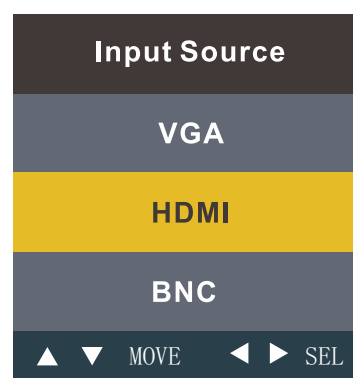 Input Source
VGA
HDMI
BNC
▲ ▼ MOVE ◀ ▶ SEL